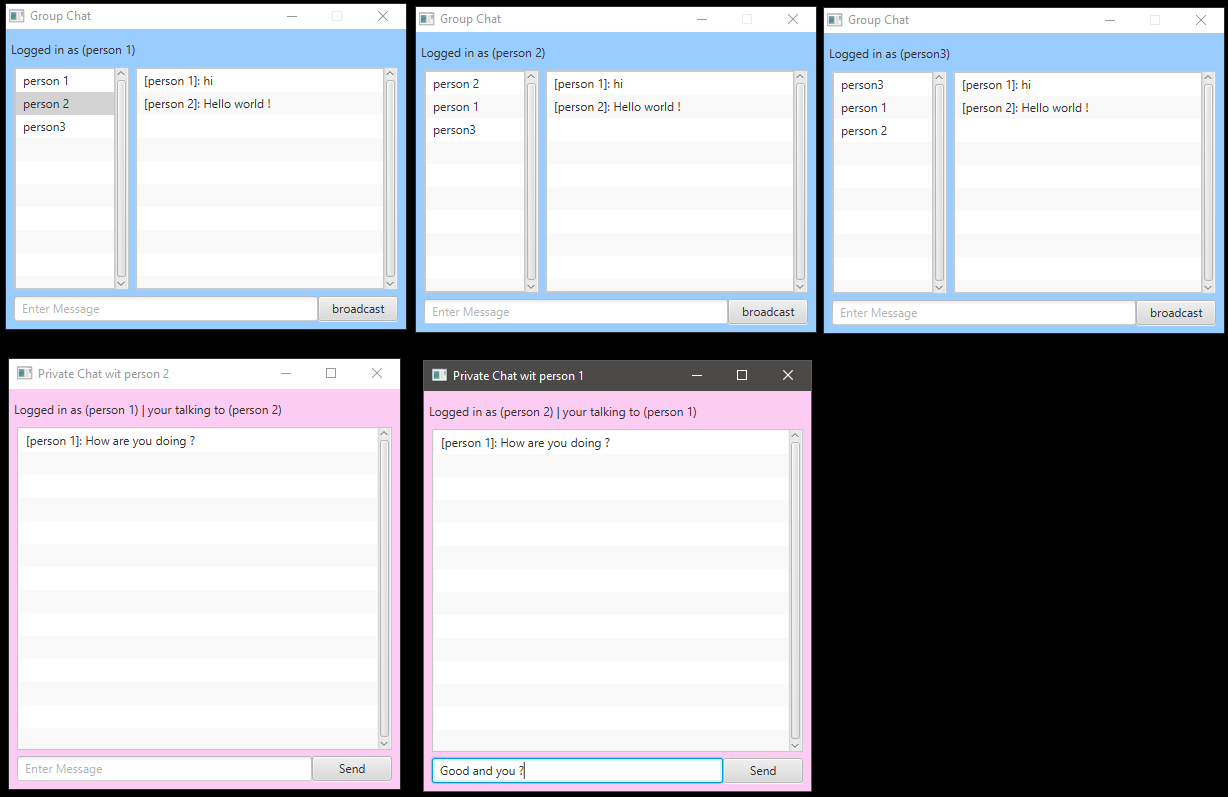 Group Chat
Logged in as (person 1)
person 1
person 2
person3
[person 1]: hi
[person 2]: Hello world !
Enter Message
broadcast
Group Chat
Logged in as (person 2)
person 2
person 1
person3
[person 1]: hi
[person 2]: Hello world !
Enter Message
broadcast
Group Chat
Logged in as (person3)
person3
person 1
person 2
[person 1]: hi
[person 2]: Hello world !
Enter Message
broadcast
Private Chat wit person 2
Logged in as (person 1) | your talking to (person 2)
[person 1]: How are you doing ?
Enter Message
Send
Private Chat wit person 1
Logged in as (person 2) | your talking to (person 1)
[person 1]: How are you doing ?
Good and you ?
Send